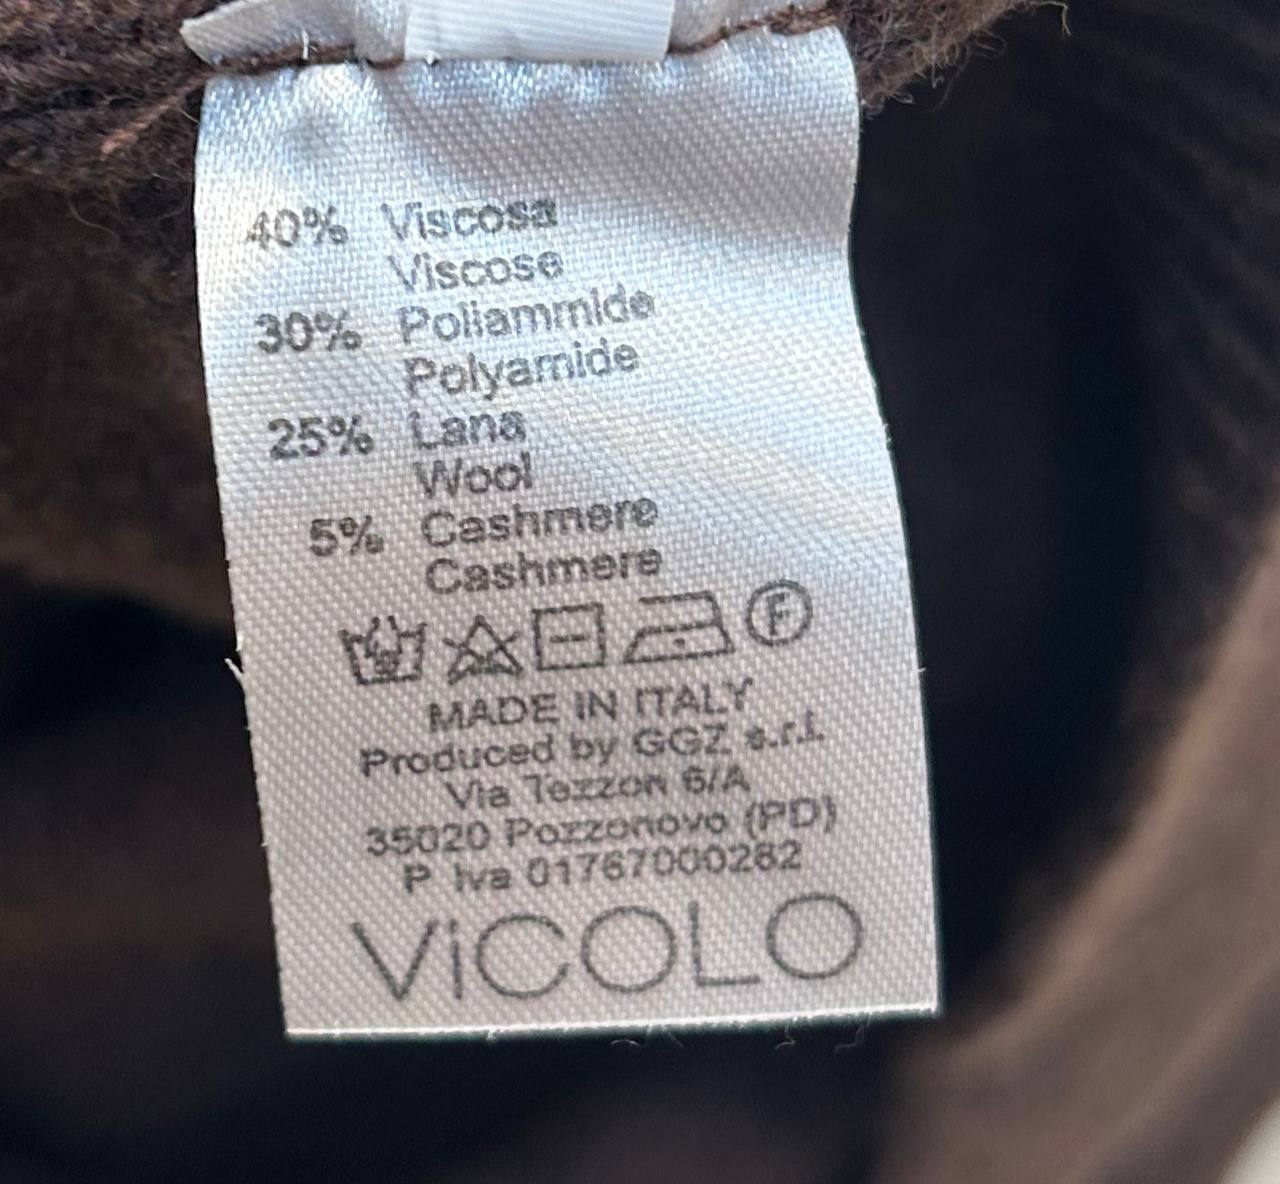 40% Viscosa
Viscose
30% Poliammide
Polyamide
25% Lana
Wool
5% Cashmere
Cashmere
F
MADE IN ITALY
Produced by GGZ s.r.l.
Via Tezzon 6/A
35020 Pozzonovo (PD)
P Iva 01767000282
ViCOLO